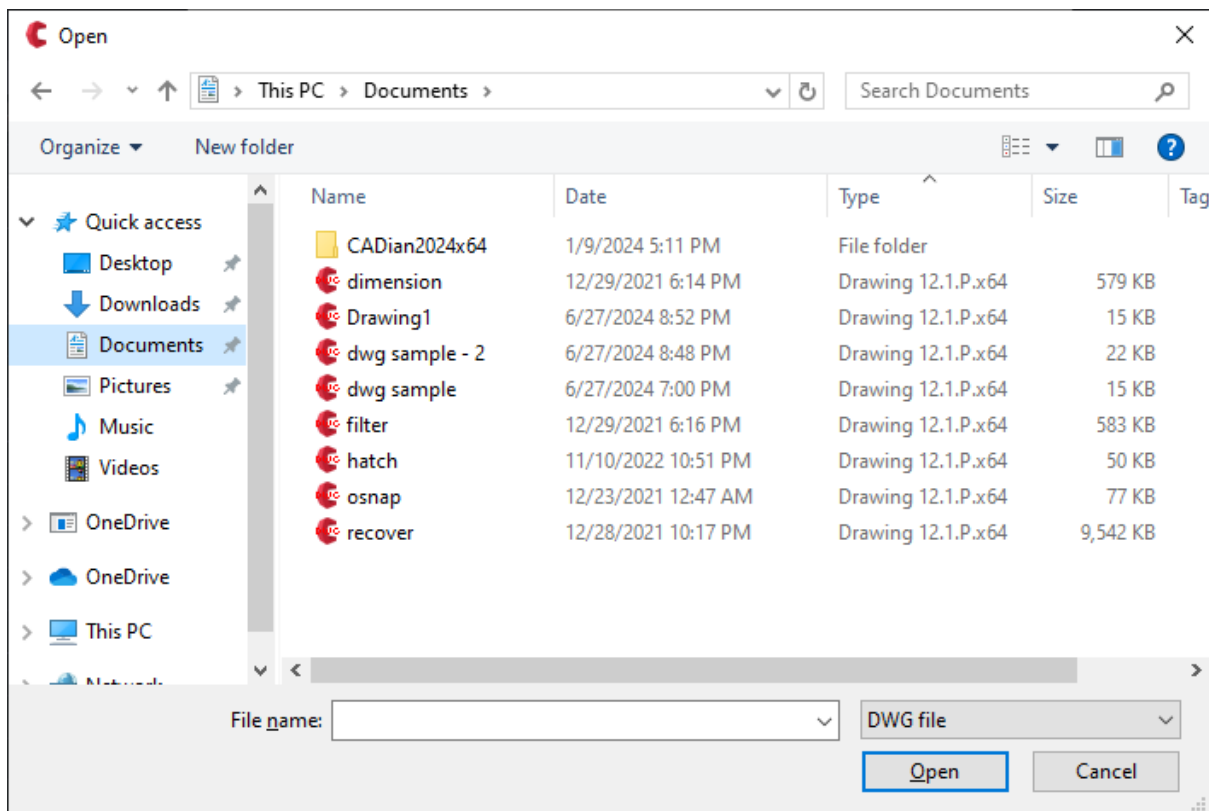 Open
This PC > Documents >
Search Documents
Organize
New folder
Name Date Type Size Tag
Quick access
Desktop
Downloads
Documents
Pictures
Music
Videos
OneDrive
OneDrive
This PC
Network
CADian2024x64 1/9/2024 5:11 PM File folder
dimension 12/29/2021 6:14 PM Drawing 12.1.P.x64 579 KB
Drawing1 6/27/2024 8:52 PM Drawing 12.1.P.x64 15 KB
dwg sample - 2 6/27/2024 8:48 PM Drawing 12.1.P.x64 22 KB
dwg sample 6/27/2024 7:00 PM Drawing 12.1.P.x64 15 KB
filter 12/29/2021 6:16 PM Drawing 12.1.P.x64 583 KB
hatch 11/10/2022 10:51 PM Drawing 12.1.P.x64 50 KB
osnap 12/23/2021 12:47 AM Drawing 12.1.P.x64 77 KB
recover 12/28/2021 10:17 PM Drawing 12.1.P.x64 9,542 KB
File name:
DWG file
Open
Cancel